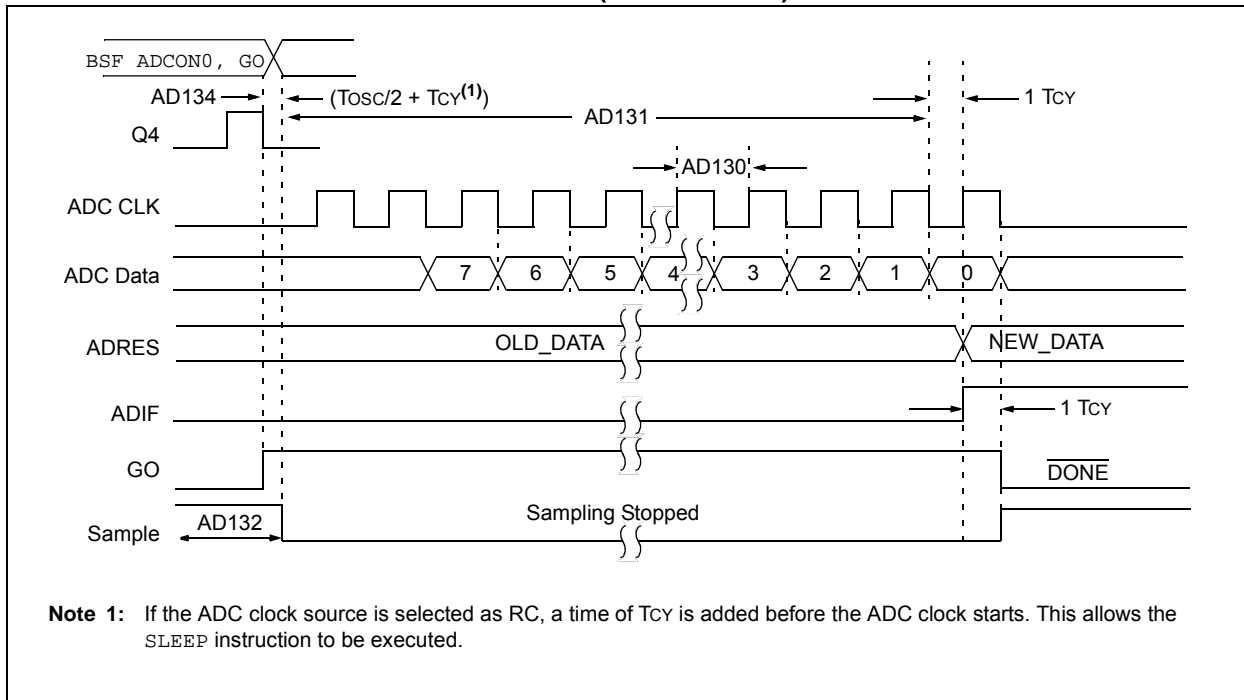 BSF ADCON0, GO
AD134
(TOSC/2 + TCY(1))
1 TCY
AD131
Q4
AD130
ADC CLK
ADC Data
7 6 5 4 3 2 1 0
ADRES
OLD_DATA
NEW_DATA
ADIF
1 TCY
GO
DONE
Sample
AD132
Sampling Stopped
Note 1: If the ADC clock source is selected as RC, a time of TCY is added before the ADC clock starts. This allows the
SLEEP instruction to be executed.